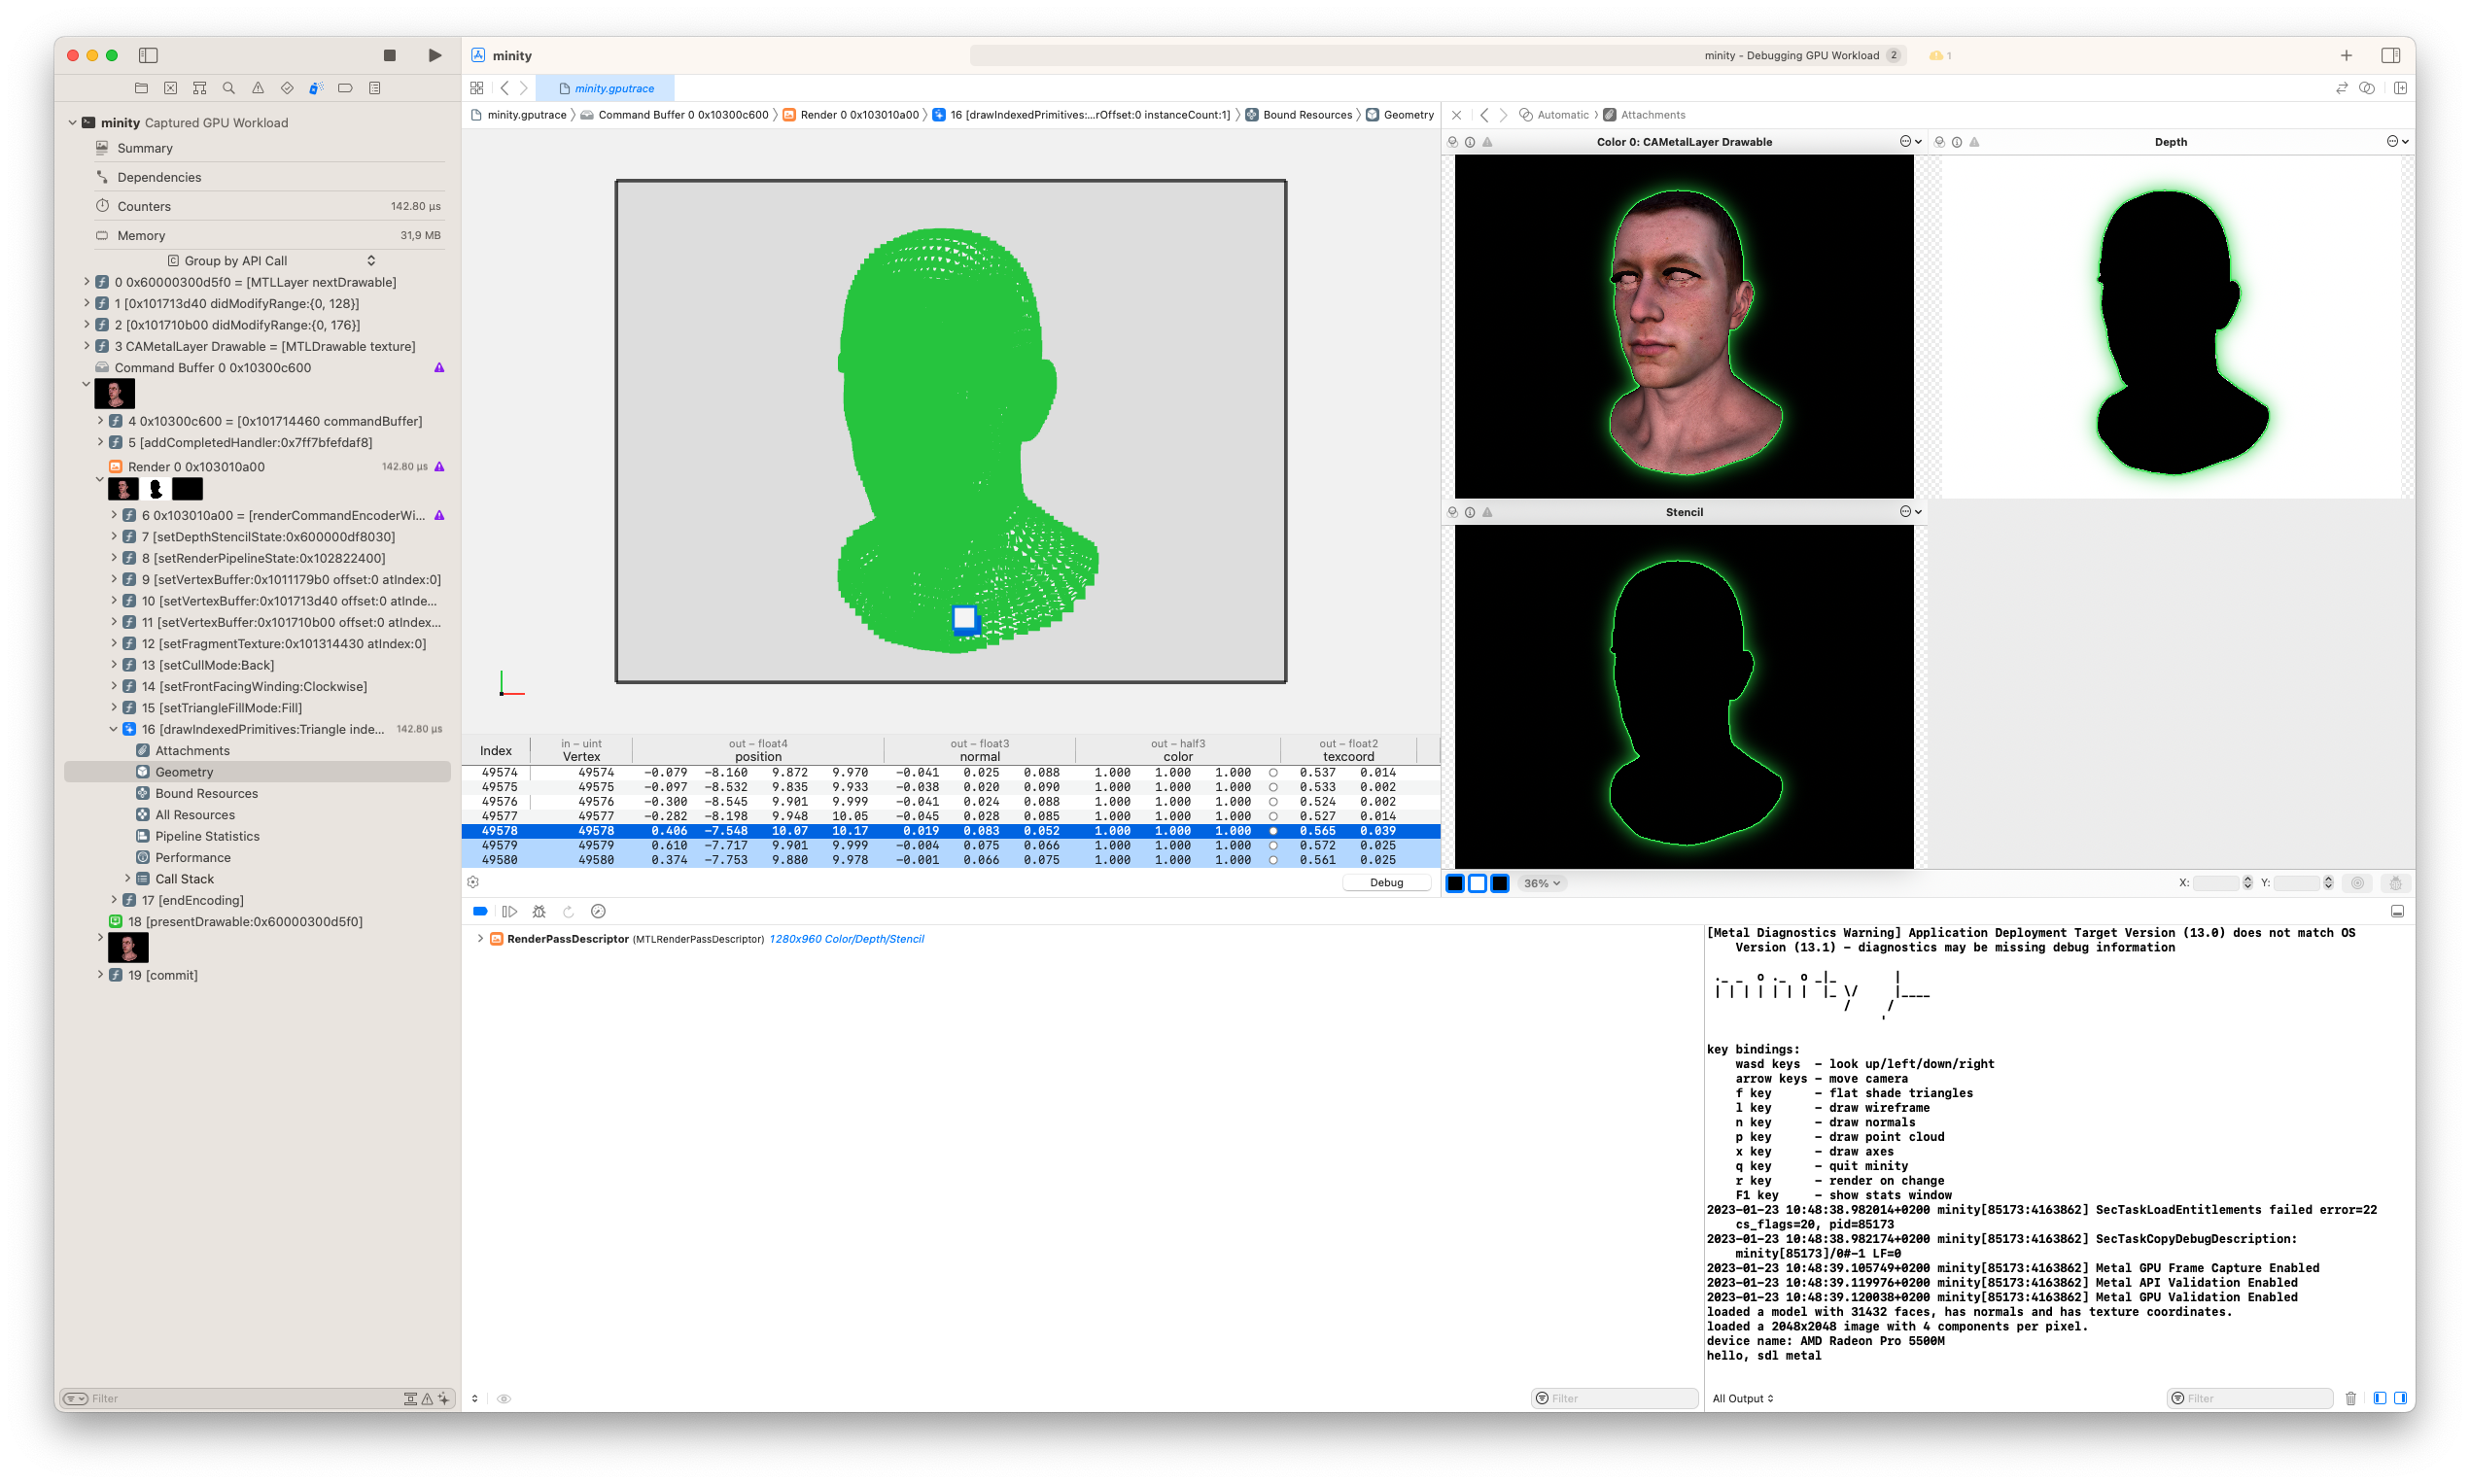 minity
minity - Debugging GPU Workload 2
1
minity.gputrace
minity Captured GPU Workload
Summary
Dependencies
Counters 142.80 µs
Memory 31,9 MB
Group by API Call
0 0x60000300d5f0 = [MTLLayer nextDrawable]
1 [0x101713d40 didModifyRange:{0, 128}]
2 [0x101710b00 didModifyRange:{0, 176}]
3 CAMetalLayer Drawable = [MTLDrawable texture]
Command Buffer 0 0x10300c600
4 0x10300c600 = [0x101714460 commandBuffer]
5 [addCompletedHandler:0x7ff7bfefdaf8]
Render 0 0x103010a00 142.80 µs
6 0x103010a00 = [renderCommandEncoderWi...
7 [setDepthStencilState:0x600000df8030]
8 [setRenderPipelineState:0x102822400]
9 [setVertexBuffer:0x1011179b0 offset:0 atIndex:0]
10 [setVertexBuffer:0x101713d40 offset:0 atInde...
11 [setVertexBuffer:0x101710b00 offset:0 atIndex...
12 [setFragmentTexture:0x101314430 atIndex:0]
13 [setCullMode:Back]
14 [setFrontFacingWinding:Clockwise]
15 [setTriangleFillMode:Fill]
16 [drawIndexedPrimitives:Triangle inde... 142.80 µs
Attachments
Geometry
Bound Resources
All Resources
Pipeline Statistics
Performance
Call Stack
17 [endEncoding]
18 [presentDrawable:0x60000300d5f0]
19 [commit]
Filter
minity.gputrace Command Buffer 0 0x10300c600 Render 0 0x103010a00 16 [drawIndexedPrimitives:...rOffset:0 instanceCount:1] Bound Resources Geometry
Index in – uint Vertex out – float4 position out – float3 normal out – half3 color out – float2 texcoord
49574 49574 −0.079 −8.160 9.872 9.970 −0.041 0.025 0.088 1.000 1.000 1.000 0.537 0.014
49575 49575 −0.097 −8.532 9.835 9.933 −0.038 0.020 0.090 1.000 1.000 1.000 0.533 0.002
49576 49576 −0.300 −8.545 9.901 9.999 −0.041 0.024 0.088 1.000 1.000 1.000 0.524 0.002
49577 49577 −0.282 −8.198 9.948 10.05 −0.045 0.028 0.085 1.000 1.000 1.000 0.527 0.014
49578 49578 0.406 −7.548 10.07 10.17 0.019 0.083 0.052 1.000 1.000 1.000 0.565 0.039
49579 49579 0.610 −7.717 9.901 9.999 −0.004 0.075 0.066 1.000 1.000 1.000 0.572 0.025
49580 49580 0.374 −7.753 9.880 9.978 −0.001 0.066 0.075 1.000 1.000 1.000 0.561 0.025
Debug
Automatic Attachments
Color 0: CAMetalLayer Drawable
Depth
Stencil
36% X: Y:
RenderPassDescriptor (MTLRenderPassDescriptor) 1280x960 Color/Depth/Stencil
Filter
[Metal Diagnostics Warning] Application Deployment Target Version (13.0) does not match OS
Version (13.1) – diagnostics may be missing debug information
key bindings:
wasd keys – look up/left/down/right
arrow keys – move camera
f key – flat shade triangles
l key – draw wireframe
n key – draw normals
p key – draw point cloud
x key – draw axes
q key – quit minity
r key – render on change
F1 key – show stats window
2023-01-23 10:48:38.982014+0200 minity[85173:4163862] SecTaskLoadEntitlements failed error=22
cs_flags=20, pid=85173
2023-01-23 10:48:38.982174+0200 minity[85173:4163862] SecTaskCopyDebugDescription:
minity[85173]/0#-1 LF=0
2023-01-23 10:48:39.105749+0200 minity[85173:4163862] Metal GPU Frame Capture Enabled
2023-01-23 10:48:39.119976+0200 minity[85173:4163862] Metal API Validation Enabled
2023-01-23 10:48:39.120038+0200 minity[85173:4163862] Metal GPU Validation Enabled
loaded a model with 31432 faces, has normals and has texture coordinates.
loaded a 2048x2048 image with 4 components per pixel.
device name: AMD Radeon Pro 5500M
hello, sdl metal
All Output
Filter